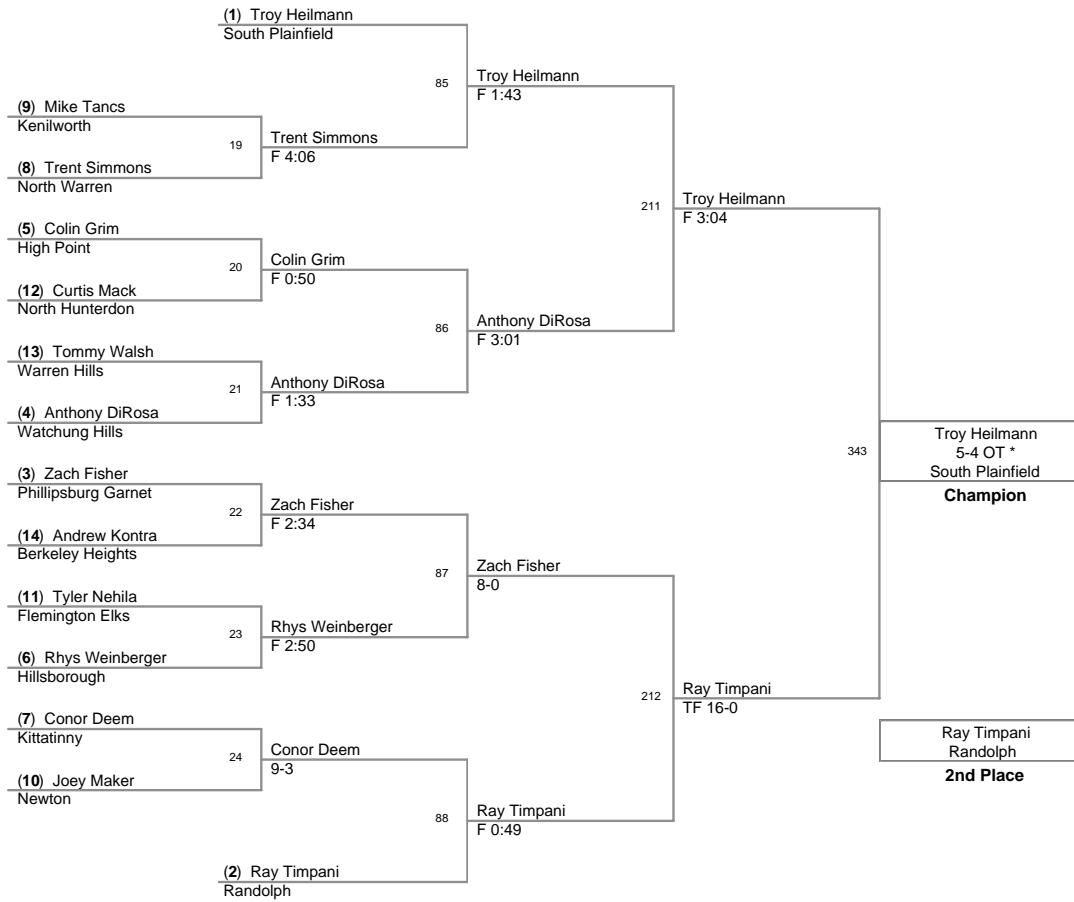 (1) Troy Heilmann
South Plainfield
85
Troy Heilmann
F 1:43
(9) Mike Tancs
Kenilworth
19
Trent Simmons
F 4:06
(8) Trent Simmons
North Warren
211
Troy Heilmann
F 3:04
(5) Colin Grim
High Point
20
Colin Grim
F 0:50
(12) Curtis Mack
North Hunterdon
86
Anthony DiRosa
F 3:01
(13) Tommy Walsh
Warren Hills
21
Anthony DiRosa
F 1:33
(4) Anthony DiRosa
Watchung Hills
343
Troy Heilmann
5-4 OT *
South Plainfield
Champion
(3) Zach Fisher
Phillipsburg Garnet
22
Zach Fisher
F 2:34
(14) Andrew Kontra
Berkeley Heights
87
Zach Fisher
8-0
(11) Tyler Nehila
Flemington Elks
23
Rhys Weinberger
F 2:50
(6) Rhys Weinberger
Hillsborough
212
Ray Timpani
TF 16-0
(7) Conor Deem
Kittatinny
24
Conor Deem
9-3
(10) Joey Maker
Newton
Ray Timpani
Randolph
2nd Place
88
Ray Timpani
F 0:49
(2) Ray Timpani
Randolph